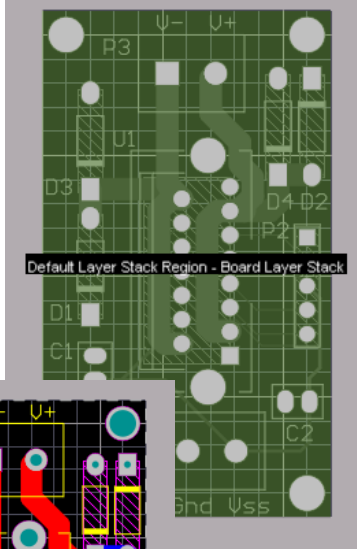 V- V+
P3
U1
D3
D4 D2
P2
Default Layer Stack Region - Board Layer Stack
D1
C1
V+
C2
Gnd Vss